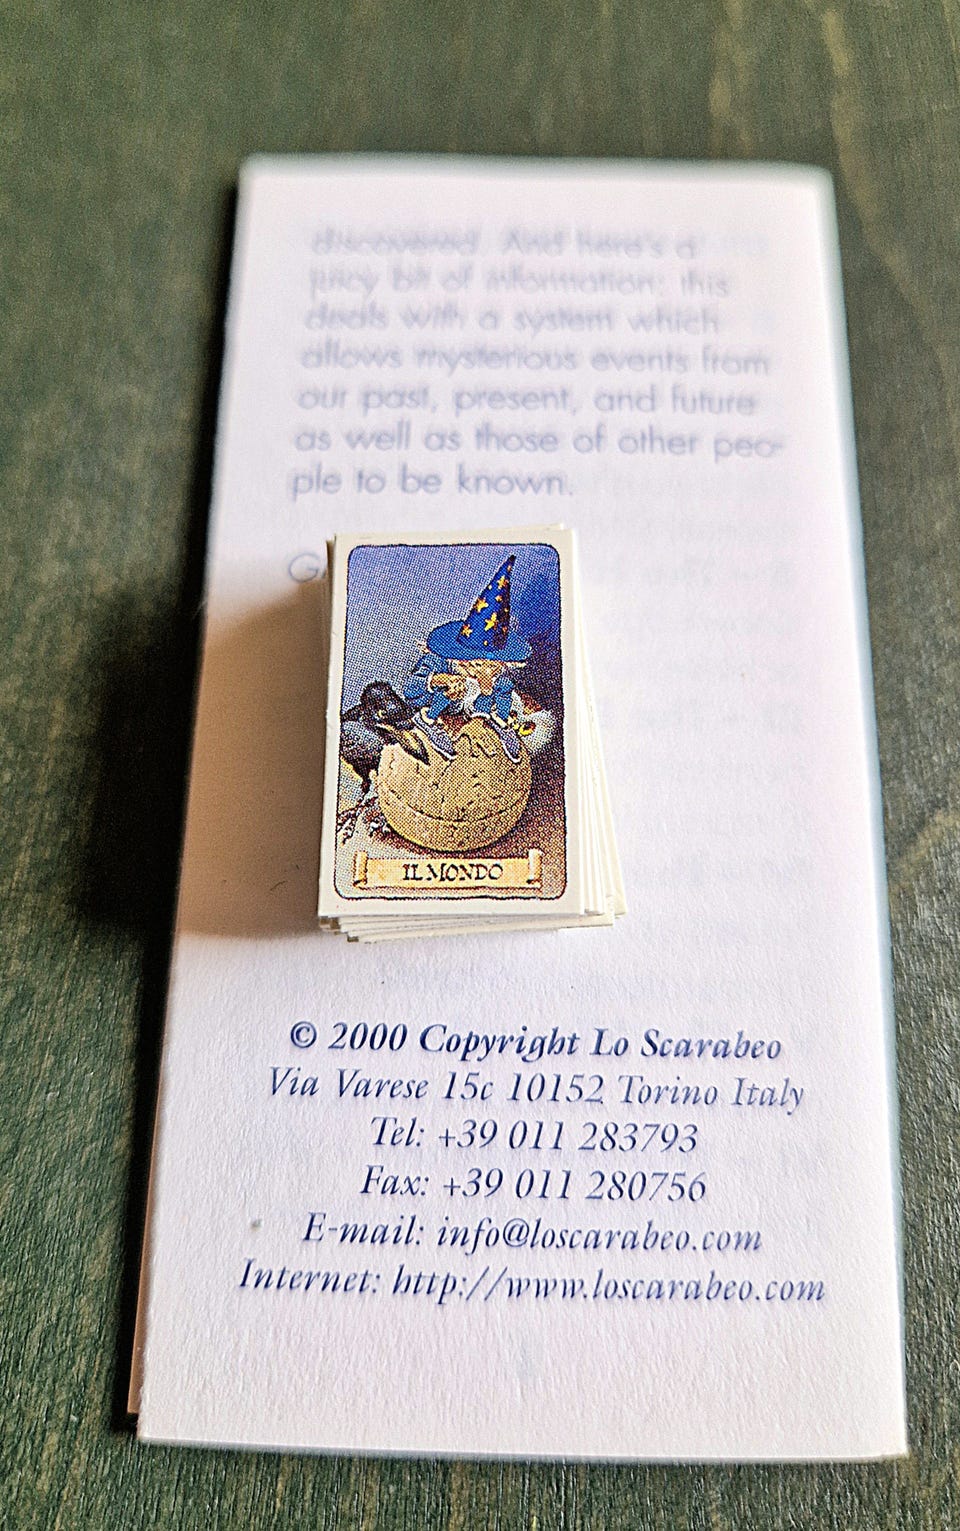 discovered. And here's a
juicy bit of information; this
deals with a system which
allows mysterious events from
our past, present, and future
as well as those of other peo-
ple to be known.
G
IL MONDO
© 2000 Copyright Lo Scarabeo
Via Varese 15c 10152 Torino Italy
Tel: +39 011 283793
Fax: +39 011 280756
E-mail: info@loscarabeo.com
Internet: http://www.loscarabeo.com